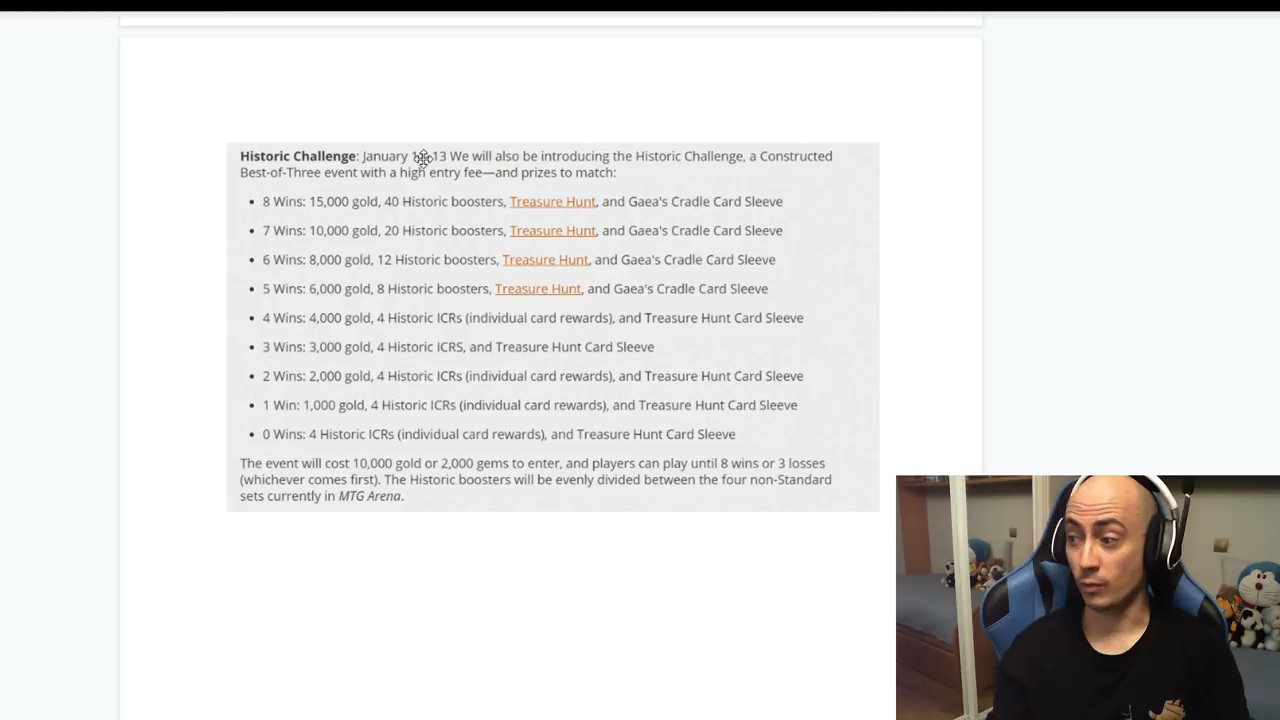 Historic Challenge: January 13 We will also be introducing the Historic Challenge, a Constructed
Best-of-Three event with a high entry fee—and prizes to match:
• 8 Wins: 15,000 gold, 40 Historic boosters, Treasure Hunt, and Gaea's Cradle Card Sleeve
• 7 Wins: 10,000 gold, 20 Historic boosters, Treasure Hunt, and Gaea's Cradle Card Sleeve
• 6 Wins: 8,000 gold, 12 Historic boosters, Treasure Hunt, and Gaea's Cradle Card Sleeve
• 5 Wins: 6,000 gold, 8 Historic boosters, Treasure Hunt, and Gaea's Cradle Card Sleeve
• 4 Wins: 4,000 gold, 4 Historic ICRs (individual card rewards), and Treasure Hunt Card Sleeve
• 3 Wins: 3,000 gold, 4 Historic ICRS, and Treasure Hunt Card Sleeve
• 2 Wins: 2,000 gold, 4 Historic ICRs (individual card rewards), and Treasure Hunt Card Sleeve
• 1 Win: 1,000 gold, 4 Historic ICRs (individual card rewards), and Treasure Hunt Card Sleeve
• 0 Wins: 4 Historic ICRs (individual card rewards), and Treasure Hunt Card Sleeve
The event will cost 10,000 gold or 2,000 gems to enter, and players can play until 8 wins or 3 losses
(whichever comes first). The Historic boosters will be evenly divided between the four non-Standard
sets currently in MTG Arena.